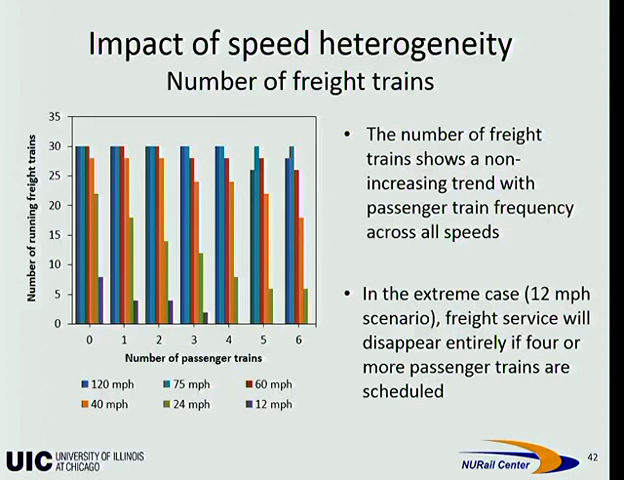 Impact of speed heterogeneity
Number of freight trains
35
30
25
20
15
10
5
0
Number of running freight trains
0 1 2 3 4 5 6
Number of passenger trains
120 mph 75 mph 60 mph
40 mph 24 mph 12 mph
• The number of freight
trains shows a non-
increasing trend with
passenger train frequency
across all speeds
• In the extreme case (12 mph
scenario), freight service will
disappear entirely if four or
more passenger trains are
scheduled
UIC UNIVERSITY OF ILLINOIS
AT CHICAGO
NURail Center
42